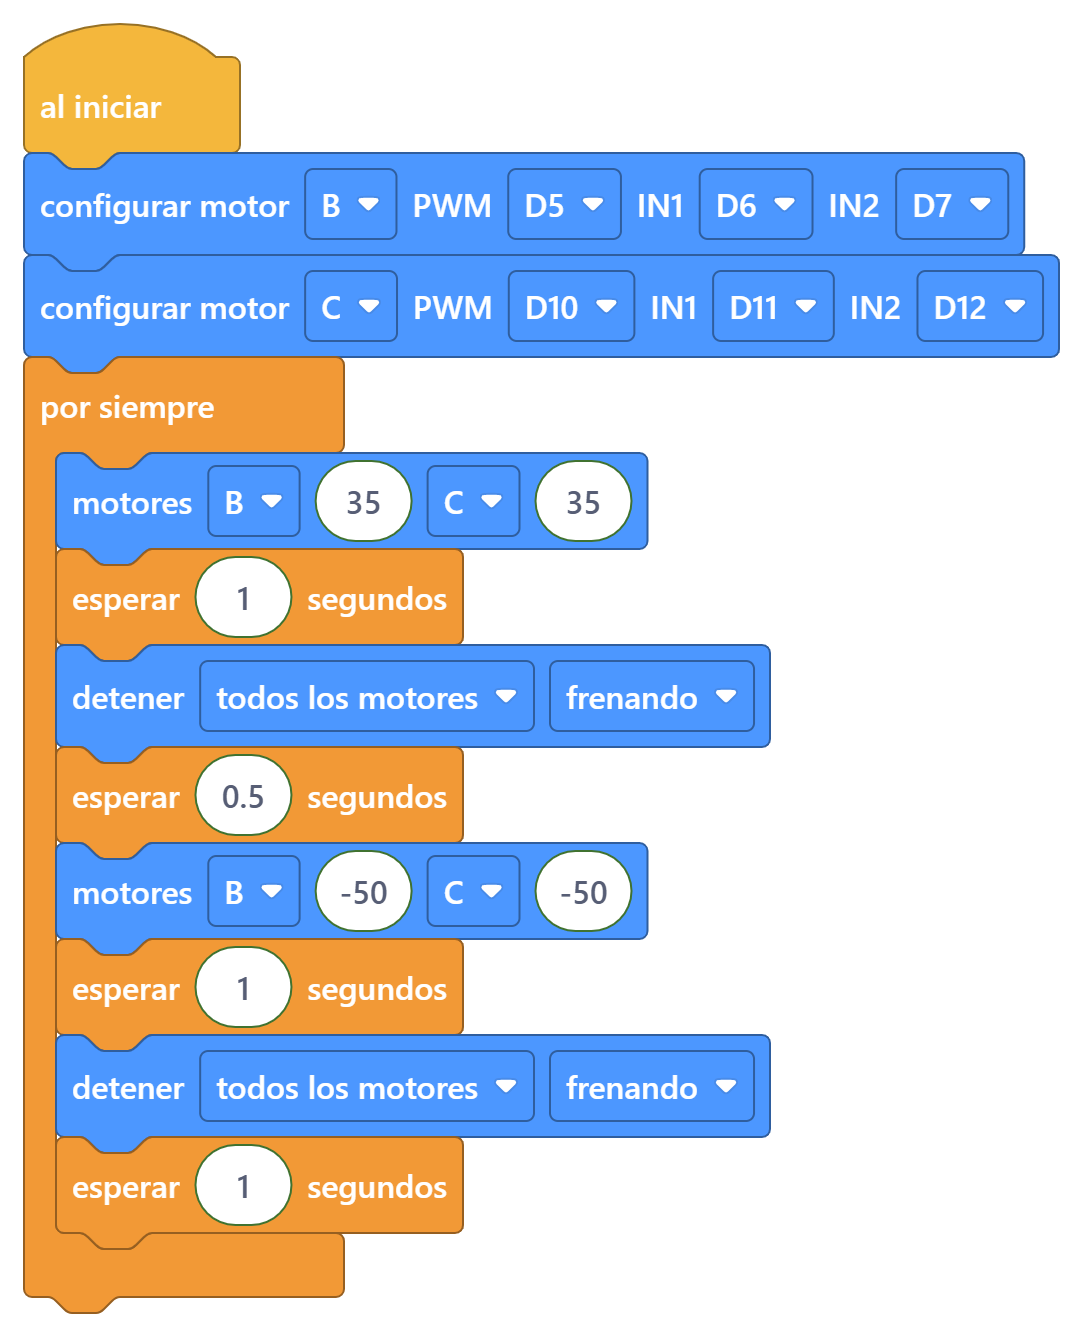 al iniciar
configurar motor B PWM D5 IN1 D6 IN2 D7
configurar motor C PWM D10 IN1 D11 IN2 D12
por siempre
motores B 35 C 35
esperar 1 segundos
detener todos los motores frenando
esperar 0.5 segundos
motores B -50 C -50
esperar 1 segundos
detener todos los motores frenando
esperar 1 segundos